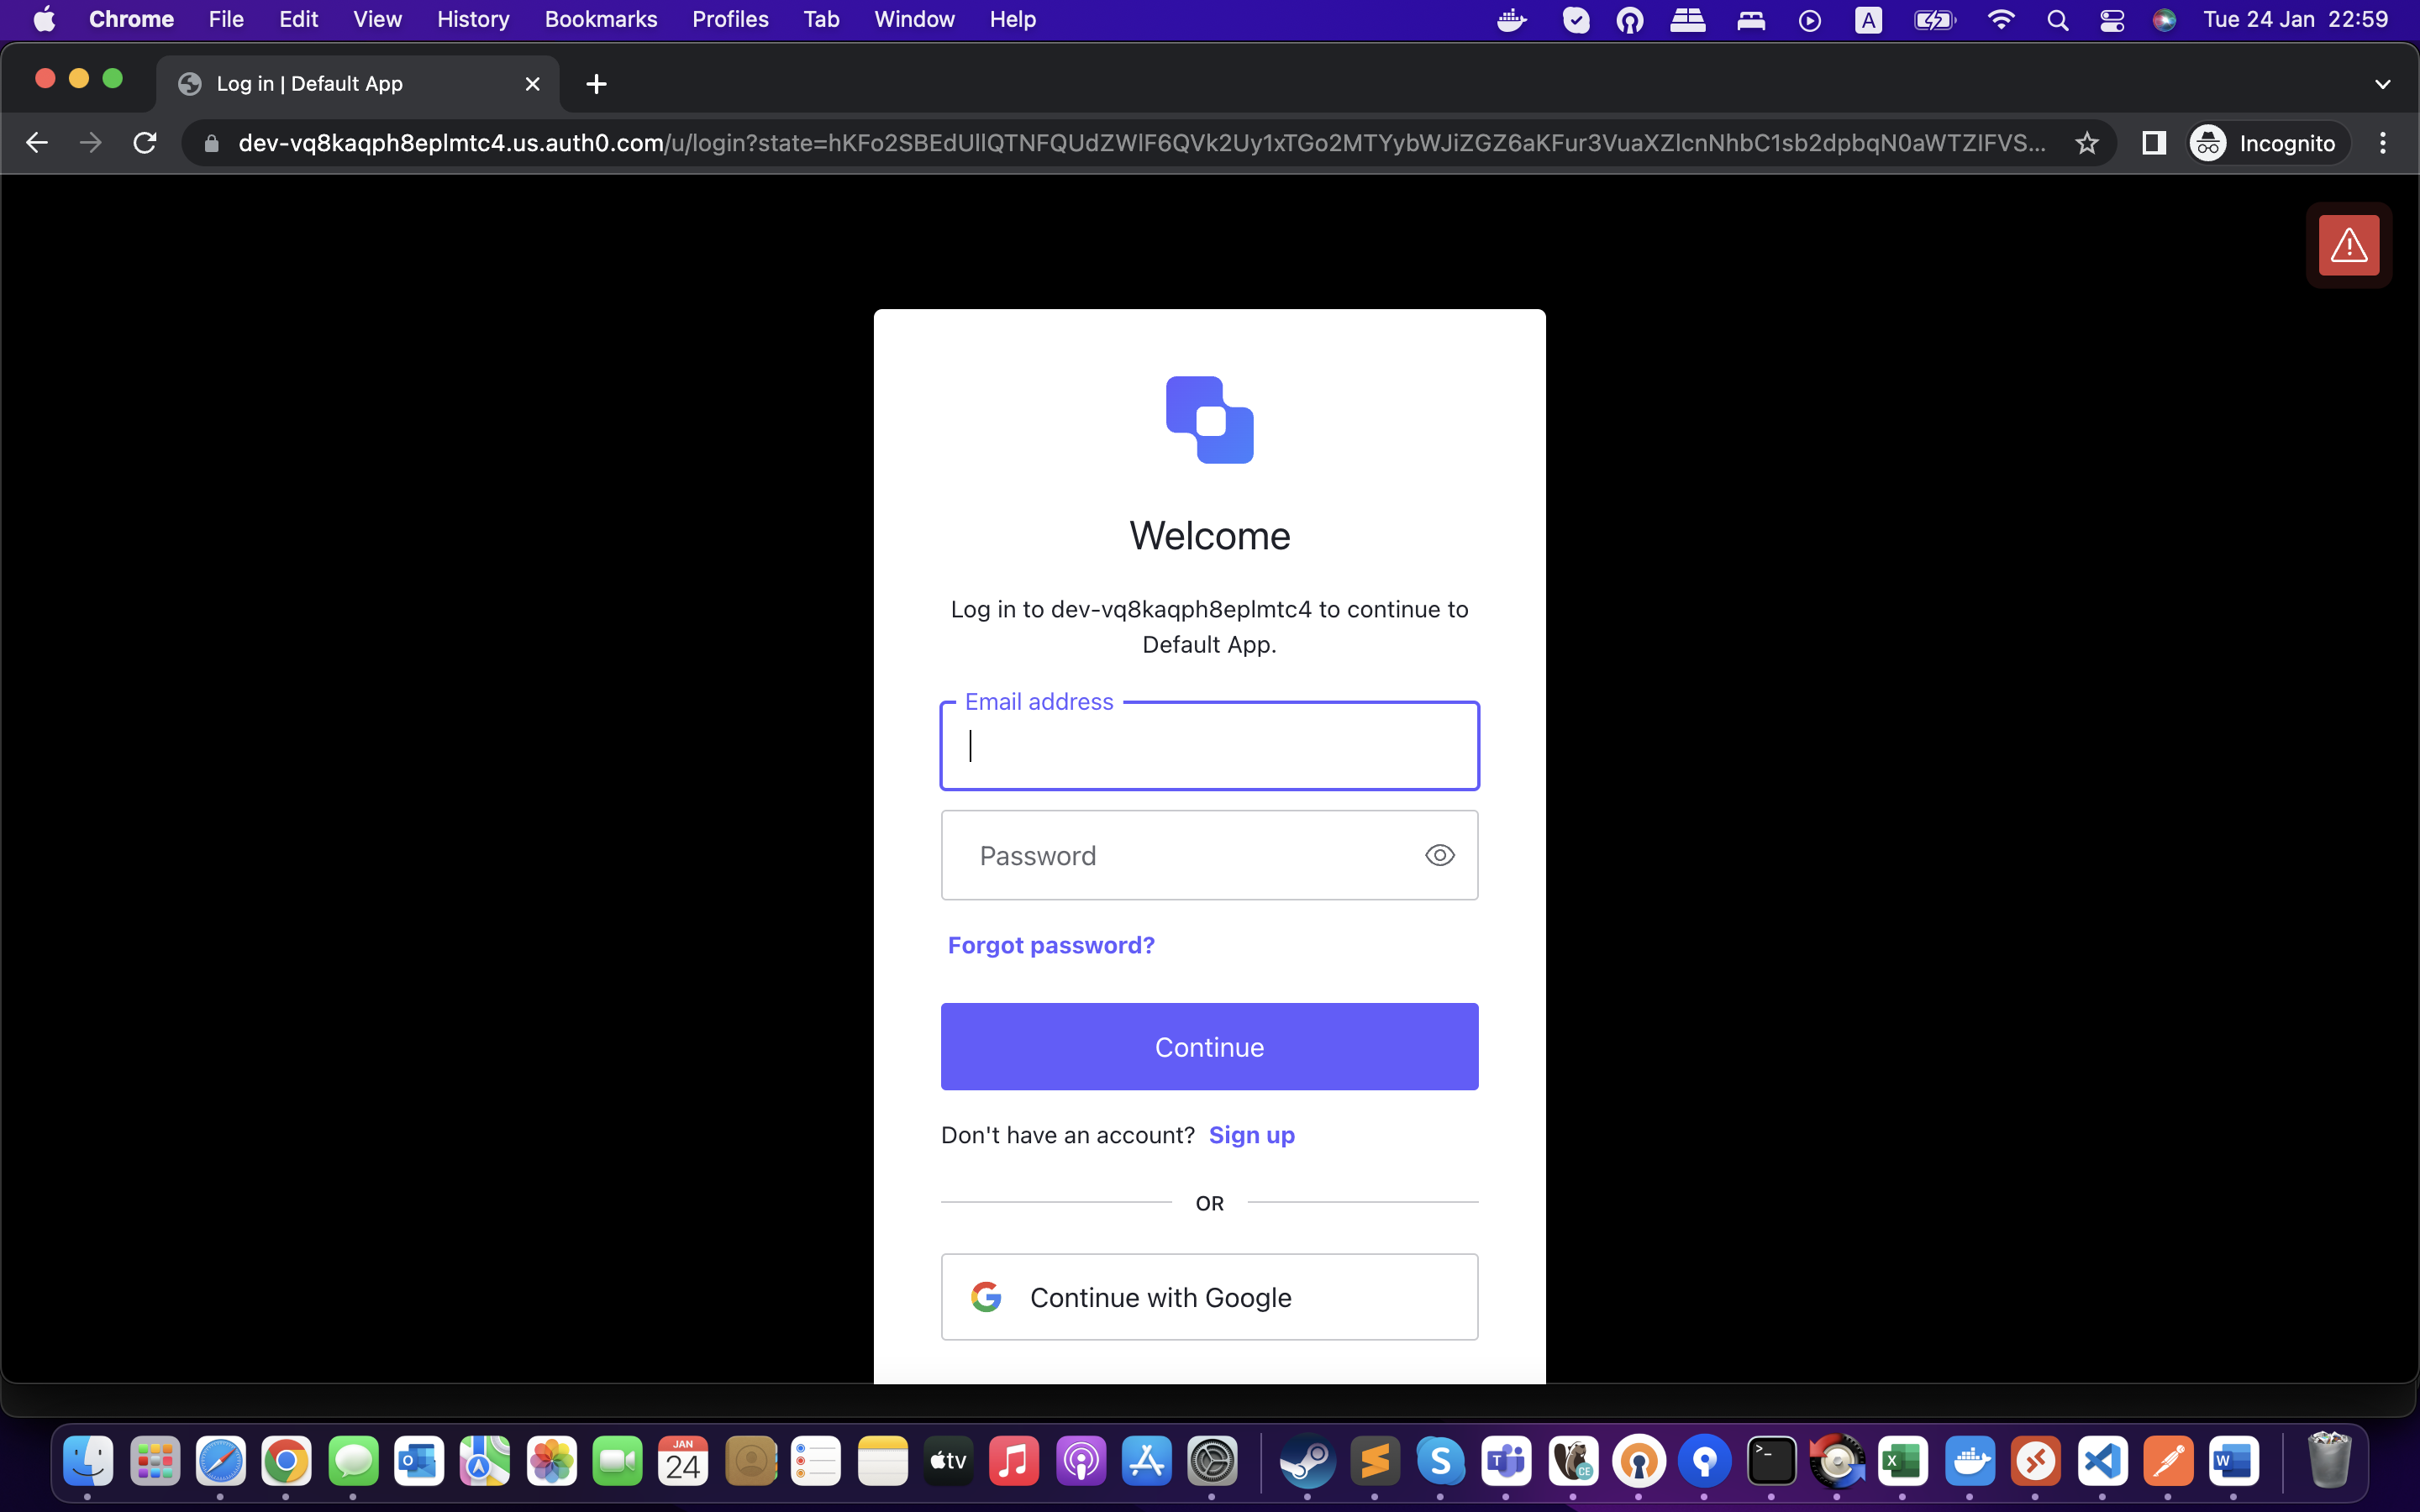 Chrome File Edit View History Bookmarks Profiles Tab Window Help A Tue 24 Jan 22:59
Log in | Default App
dev-vq8kaqph8eplmtc4.us.auth0.com/u/login?state=hKFo2SBEdUllQTNFQUdZWlF6QVk2Uy1xTGo2MTYybWJiZGZ6aKFur3VuaXZlcnNhbC1sb2dpbqN0aWTZIFVS... Incognito
Welcome
Log in to dev-vq8kaqph8eplmtc4 to continue to
Default App.
Email address
Password
Forgot password?
Continue
Don't have an account? Sign up
OR
Continue with Google
JAN
24
tv
CE